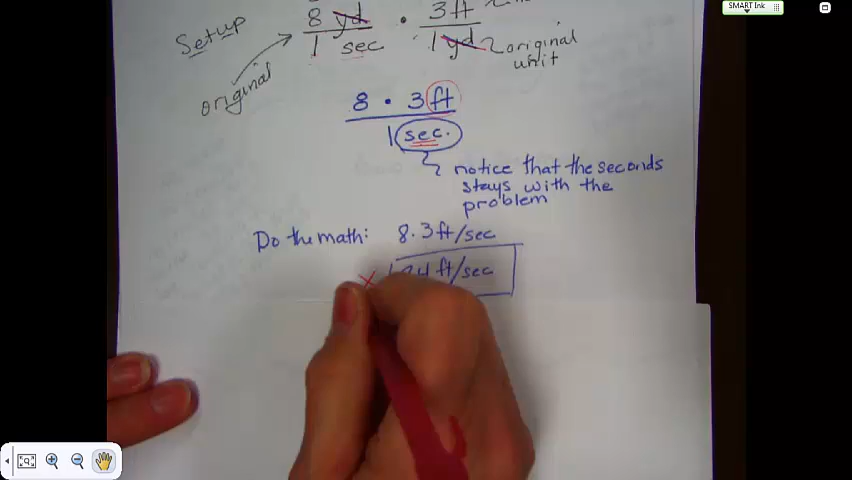 SMART Ink
Setup
8 yd • 3 ft
1 sec 1 yd original
unit
original
8 • 3 ft
1 sec.
notice that the seconds
stays with the
problem
Do the math: 8.3 ft/sec
24 ft/sec